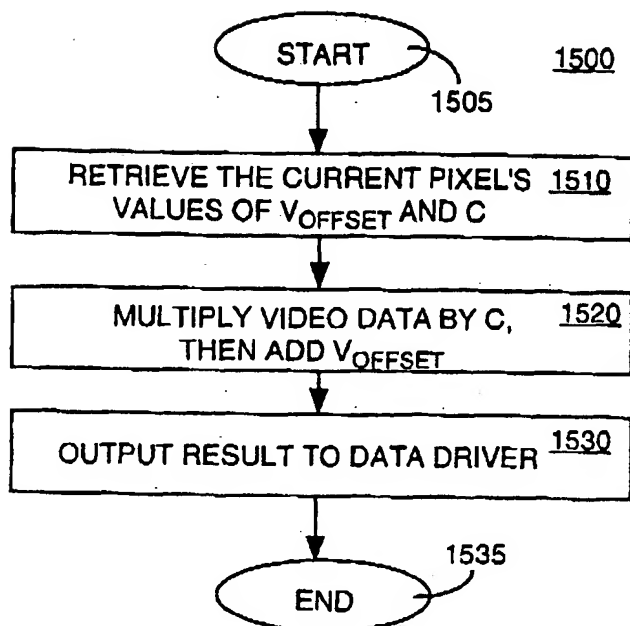 START
1500
1505
RETRIEVE THE CURRENT PIXEL'S 1510
VALUES OF VOFFSET AND C
MULTIPLY VIDEO DATA BY C, 1520
THEN ADD VOFFSET
OUTPUT RESULT TO DATA DRIVER 1530
1535
END